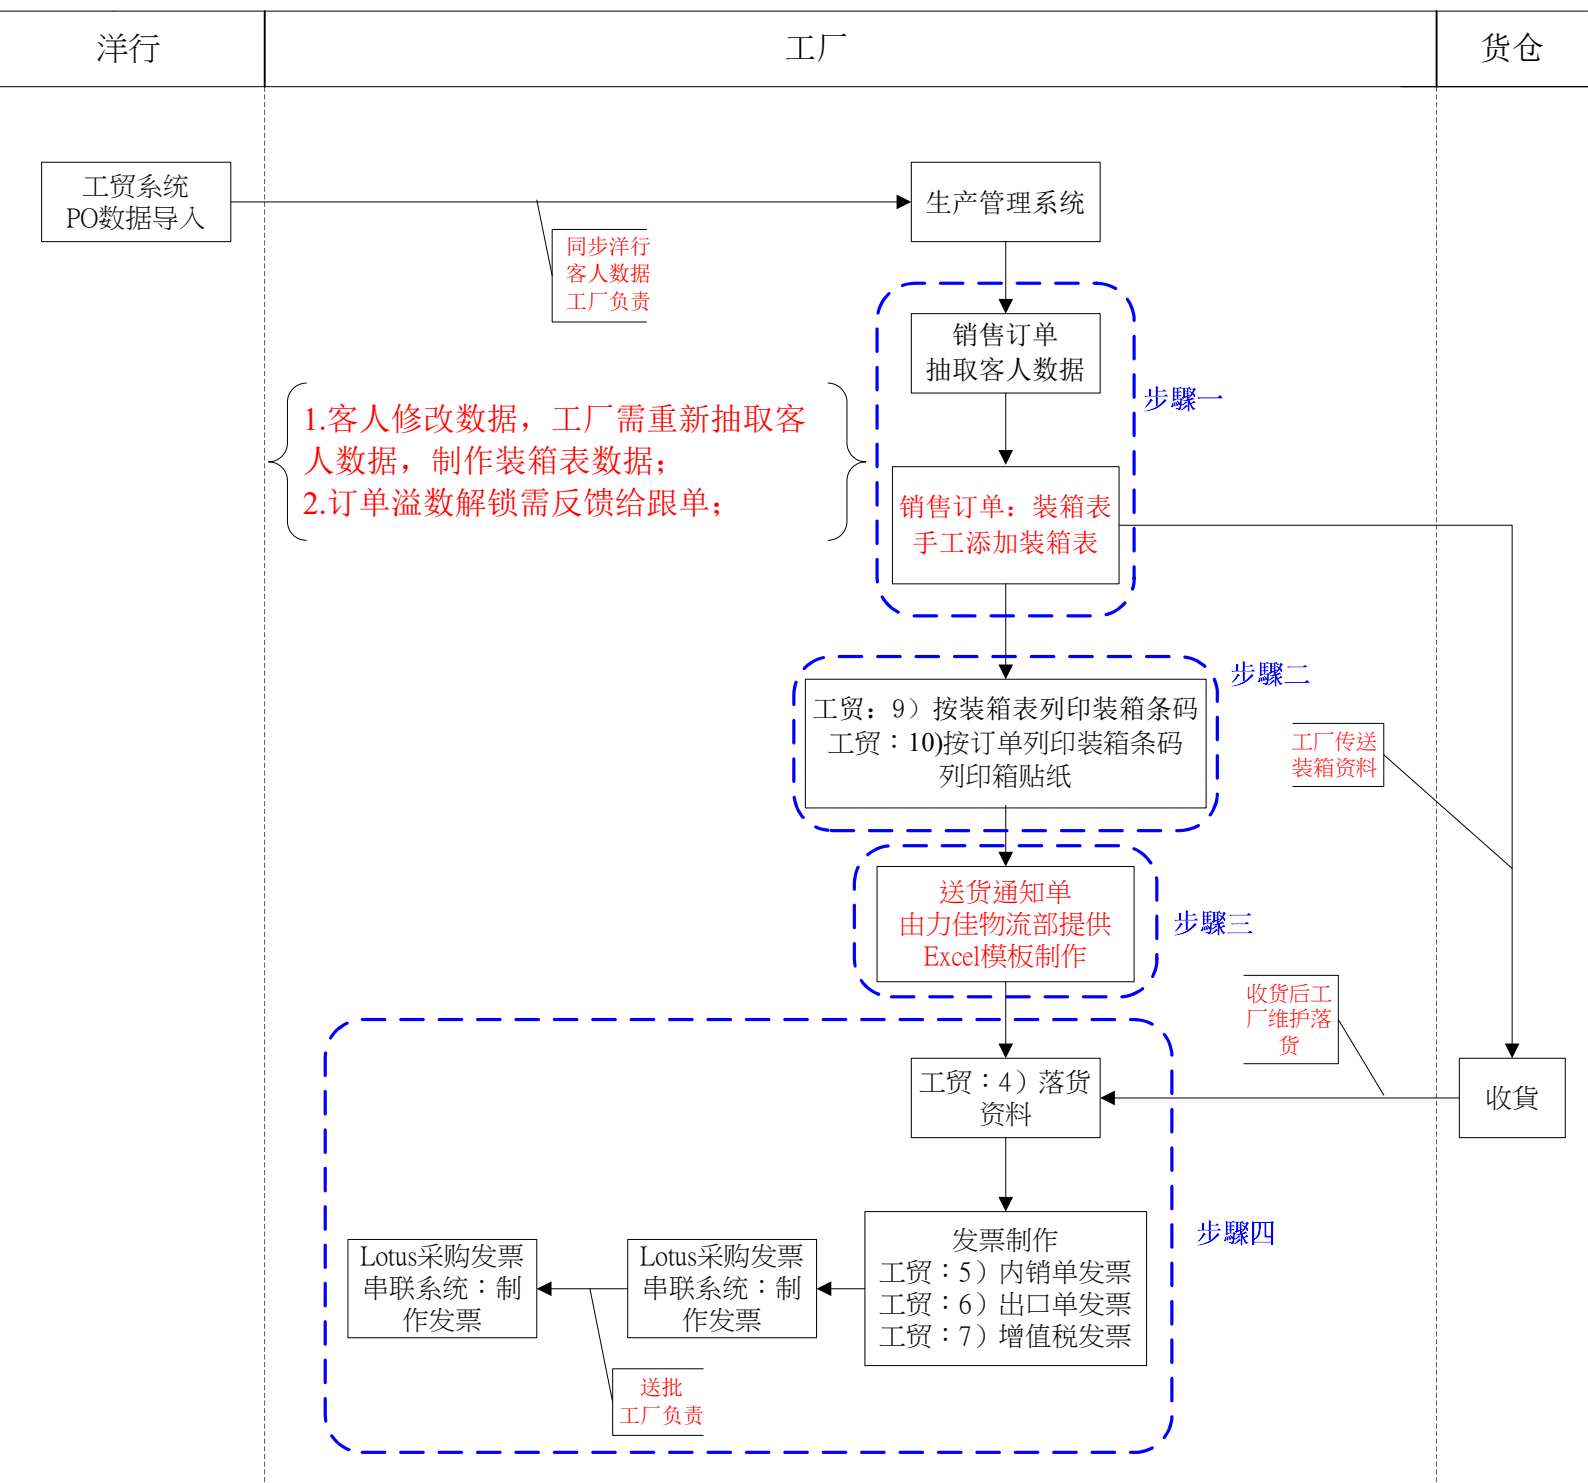 洋行
工厂
货仓
工贸系统
PO数据导入
生产管理系统
同步洋行
客人数据
工厂负责
销售订单
抽取客人数据
步驟一
1.客人修改数据，工厂需重新抽取客
人数据，制作装箱表数据；
2.订单溢数解锁需反馈给跟单；
销售订单：装箱表
手工添加装箱表
步驟二
工贸：9）按装箱表列印装箱条码
工贸：10)按订单列印装箱条码
列印箱贴纸
工厂传送
装箱资料
送货通知单
由力佳物流部提供
Excel模板制作
步驟三
收货后工
厂维护落
货
工贸：4）落货
资料
收貨
发票制作
工贸：5）内销单发票
工贸：6）出口单发票
工贸：7）增值税发票
步驟四
Lotus采购发票
串联系统：制
作发票
Lotus采购发票
串联系统：制
作发票
送批
工厂负责